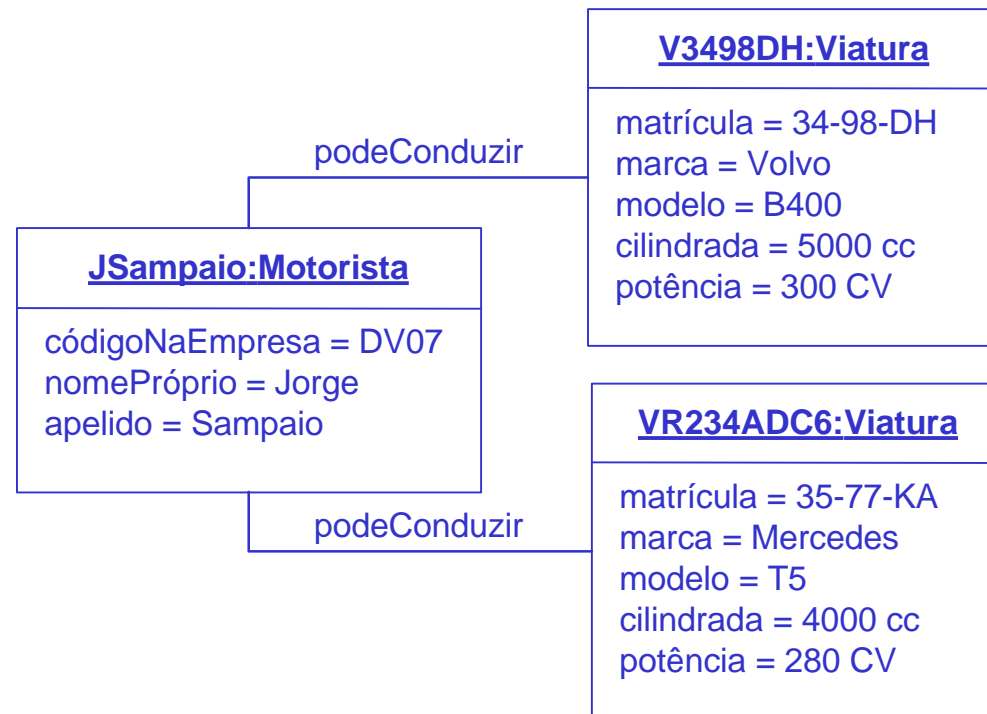 V3498DH:Viatura
matrícula = 34-98-DH
marca = Volvo
modelo = B400
cilindrada = 5000 cc
potência = 300 CV
podeConduzir
JSampaio:Motorista
códigoNaEmpresa = DV07
nomePróprio = Jorge
apelido = Sampaio
podeConduzir
VR234ADC6:Viatura
matrícula = 35-77-KA
marca = Mercedes
modelo = T5
cilindrada = 4000 cc
potência = 280 CV